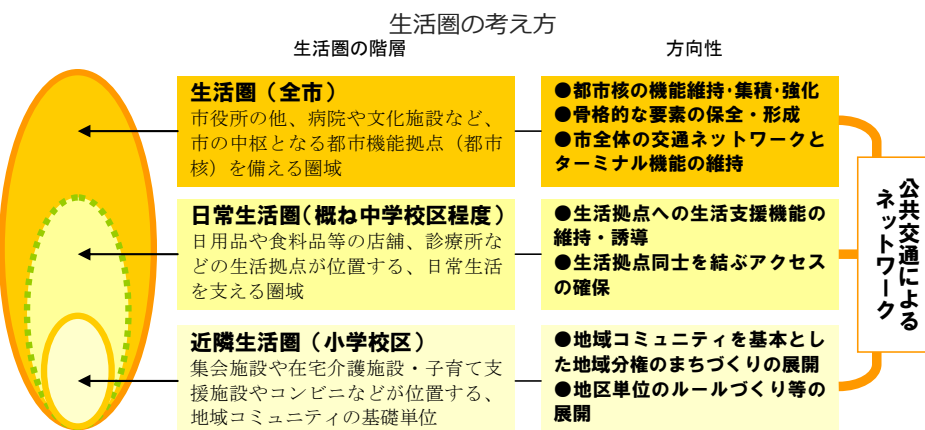 生活圏の考え方
生活圏の階層
方向性
生活圏（全市）
市役所の他、病院や文化施設など、
市の中枢となる都市機能拠点（都市
核）を備える圏域
●都市核の機能維持・集積・強化
●骨格的な要素の保全・形成
●市全体の交通ネットワークと
ターミナル機能の維持
日常生活圏（概ね中学校区程度）
日用品や食料品等の店舗、診療所な
どの生活拠点が位置する、日常生活
を支える圏域
●生活拠点への生活支援機能の
維持・誘導
●生活拠点同士を結ぶアクセス
の確保
近隣生活圏（小学校区）
集会施設や在宅介護施設・子育て支
援施設やコンビニなどが位置する、
地域コミュニティの基礎単位
●地域コミュニティを基本とし
た地域分権のまちづくりの展開
●地区単位のルールづくり等の
展開
公共交通による
ネットワーク